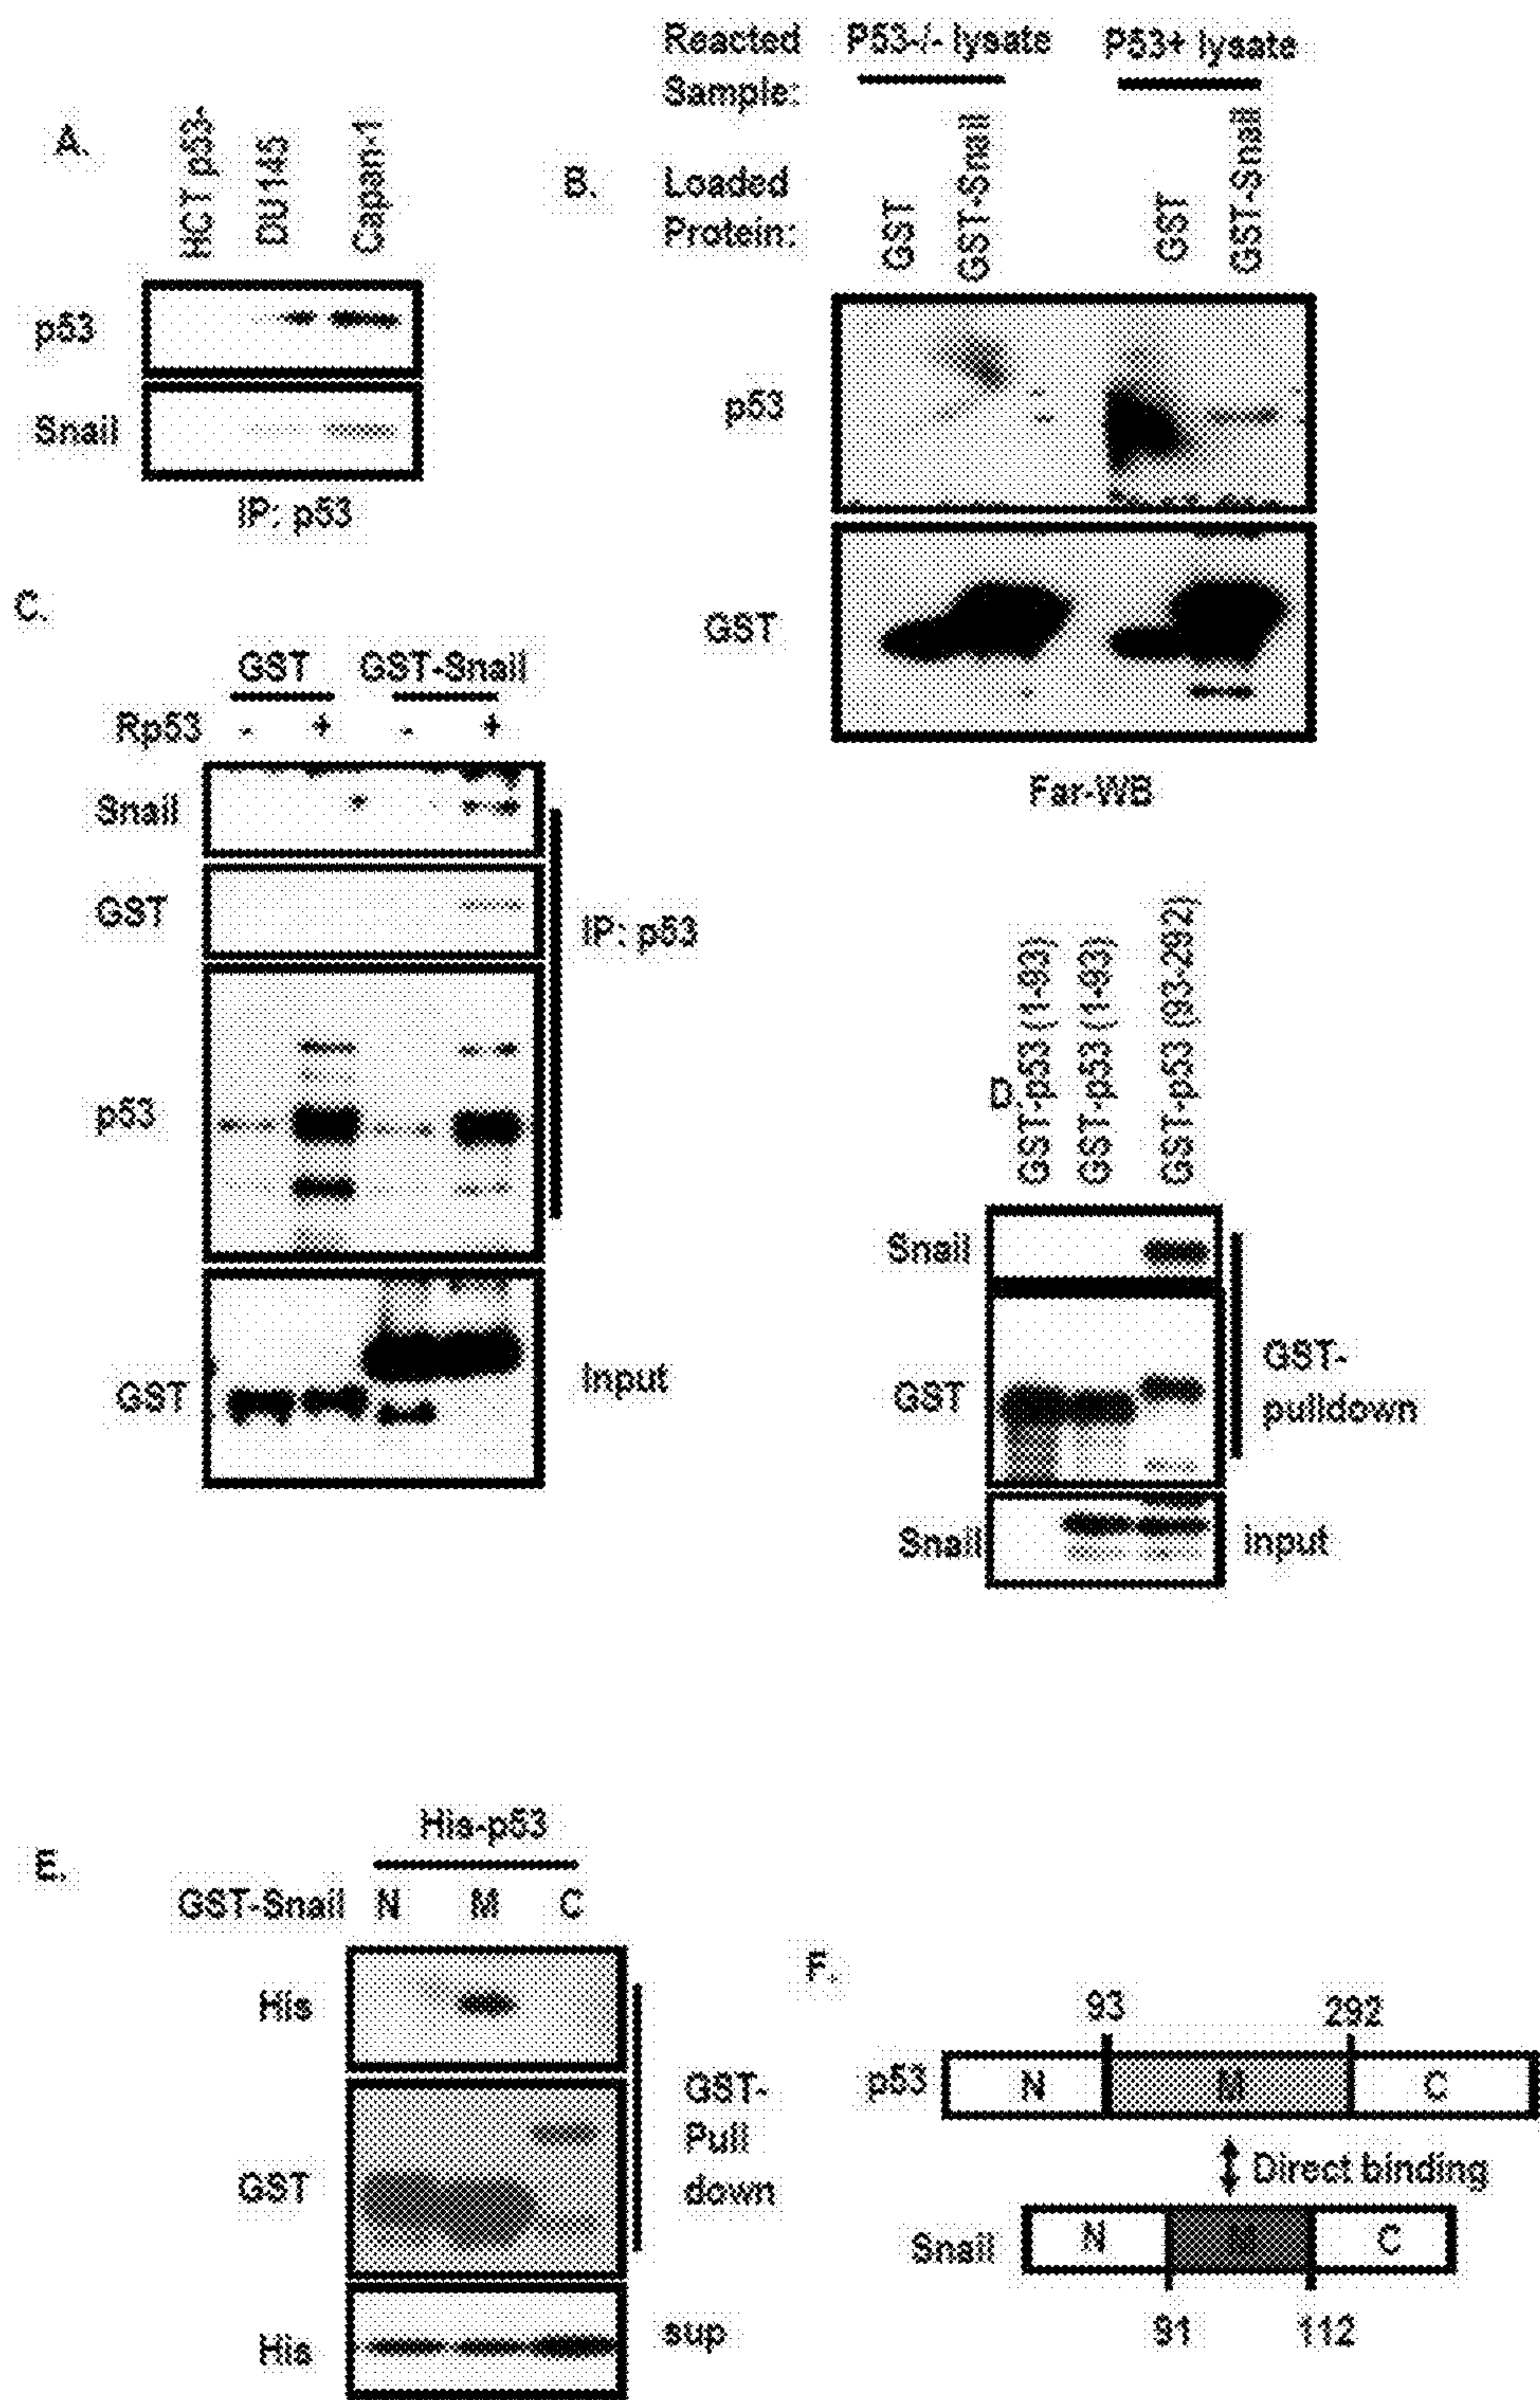 A.
HCT p53-
DU145
Capan-1
p53
Snail
IP: p53
B.
Reacted Sample:
P53-/- lysate
P53+ lysate
Loaded Protein:
GST
GST-Snail
GST
GST-Snail
p53
GST
Far-WB
C.
GST
GST-Snail
Rp53 - + - +
Snail
GST
p53
IP: p53
GST
Input
D.
GST-p53 (1-93)
GST-p53 (1-93)
GST-p53 (93-292)
Snail
GST
GST-pulldown
Snail
input
E.
His-p53
GST-Snail N M C
His
GST
GST-Pull down
His
sup
F.
93
292
p53
N
M
C
Direct binding
Snail
N
M
C
91
112